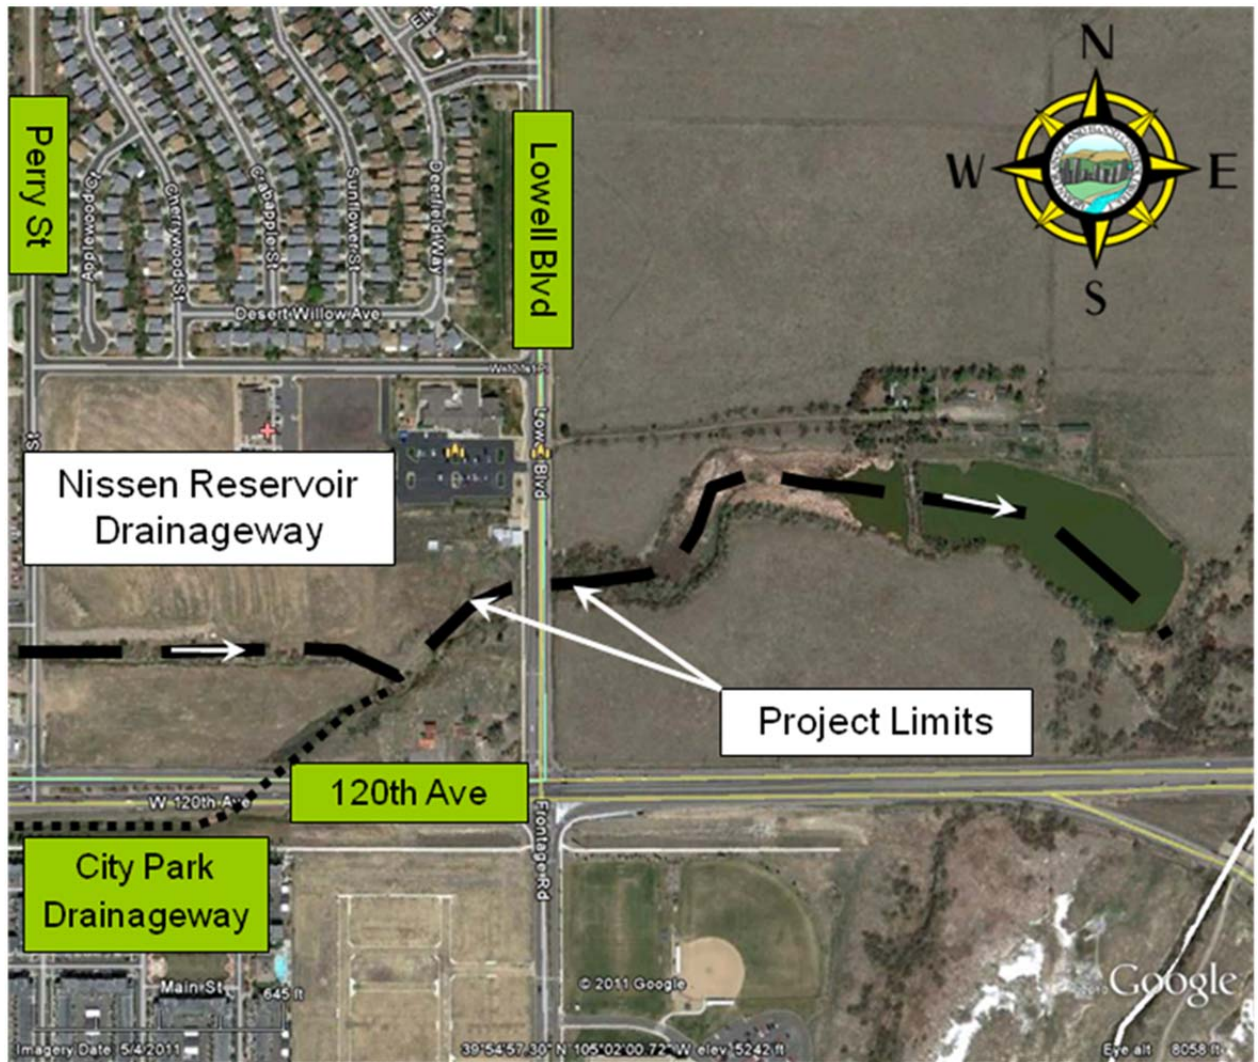 N
W
E
S
Elk
Perry St
Lowell Blvd
Applewood Ct
Cherrywood St
Crabapple St
Sunflower St
Deerfield Way
Desert Willow Ave
Blvd
Nissen Reservoir
Drainageway
Project Limits
W 120th Ave
120th Ave
City Park
Drainageway
Frontage Rd
Main St
645 ft
© 2011 Google
Google
Imagery Date: 5/4/2011
39°54'57.30" N 105°02'00.72" W elev 5242 ft
Eye alt 8058 ft